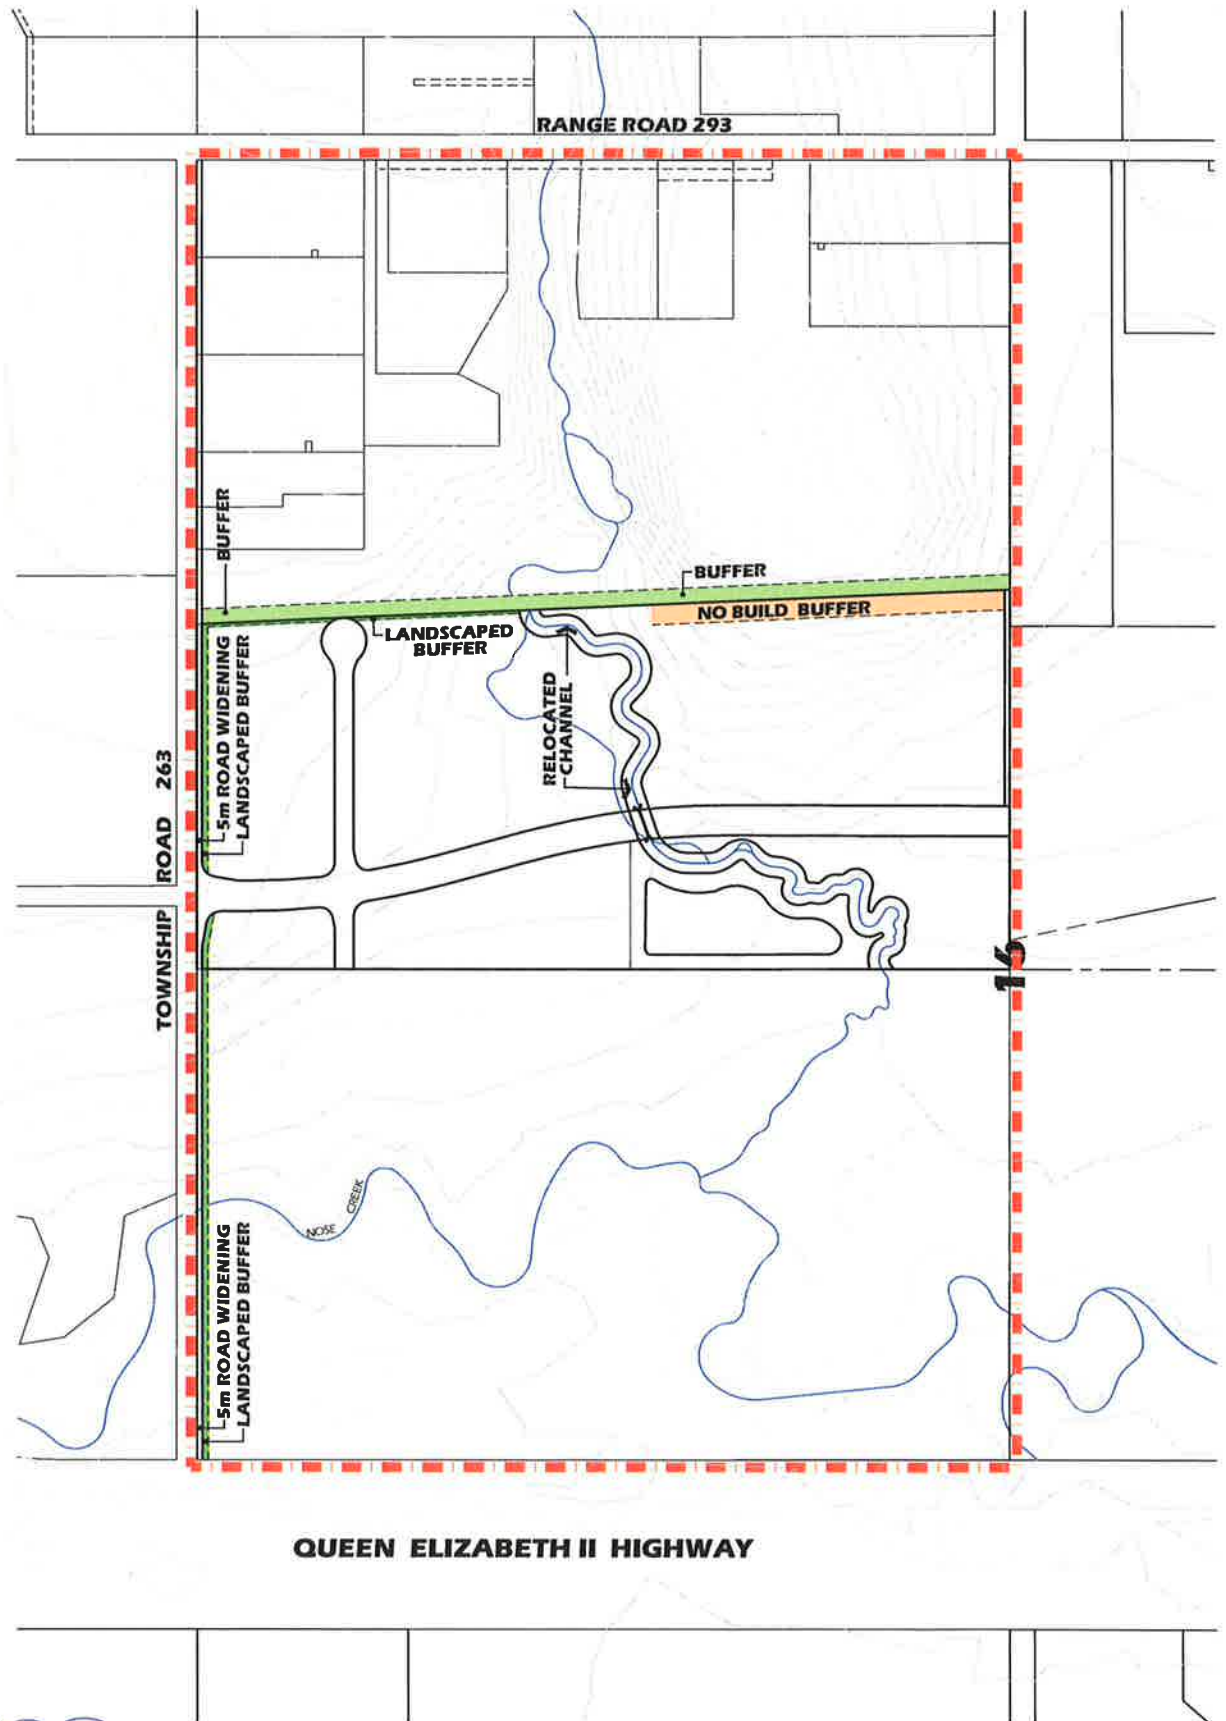 RANGE ROAD 293
BUFFER
BUFFER
NO BUILD BUFFER
LANDSCAPED
BUFFER
5m ROAD WIDENING
LANDSCAPED BUFFER
RELOCATED
CHANNEL
TOWNSHIP ROAD 263
16
NOSE CREEK
5m ROAD WIDENING
LANDSCAPED BUFFER
QUEEN ELIZABETH II HIGHWAY